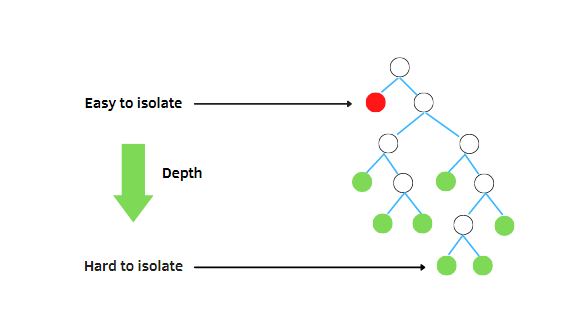 Easy to isolate
Depth
Hard to isolate